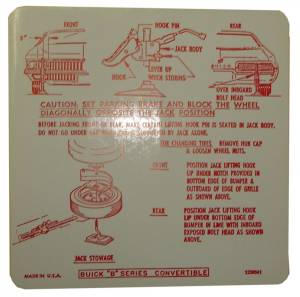 FRONT
HOOK PIN
REAR
JACK BODY
HOOK
LEVER UP
WHEN STORING
OVER INBOARD
BOLT HEAD
CAUTION: SET PARKING BRAKE AND BLOCK THE WHEEL
DIAGONALLY OPPOSITE THE JACK POSITION
BEFORE JACKING FRONT OR REAR, MAKE CERTAIN LIFTING HOOK PIN IS SEATED IN JACK BODY.
DO NOT GO UNDER CAR WHEN SUPPORTED BY JACK ALONE.
FOR CHANGING TIRES REMOVE HUB CAP
& LOOSEN WHEEL NUTS.
FRONT POSITION JACK LIFTING HOOK
UP UNDER NOTCH PROVIDED IN
BOTTOM EDGE OF BUMPER &
OUTBOARD OF EDGE OF GRILLE
AS SHOWN ABOVE.
REAR POSITION JACK LIFTING HOOK
UP UNDER BOTTOM EDGE OF
BUMPER IN LINE WITH INBOARD
EXPOSED BOLT HEAD AS SHOWN
ABOVE.
JACK STOWAGE
MADE IN U.S.A.
BUICK "B" SERIES CONVERTIBLE